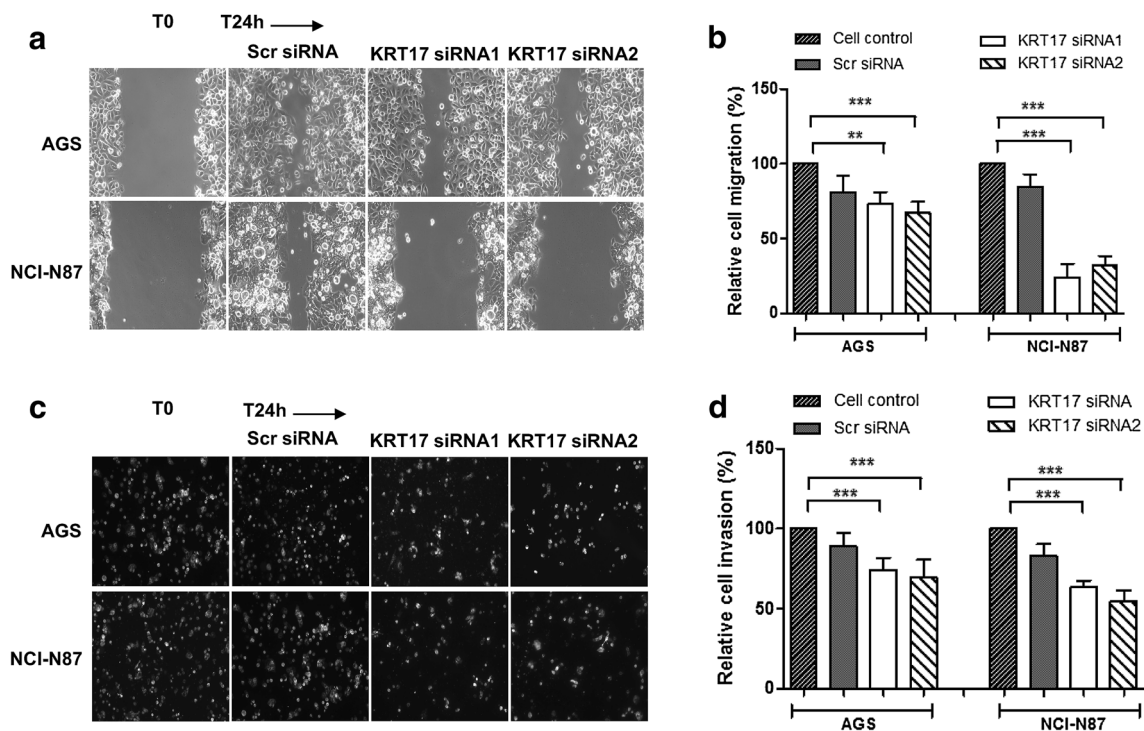 a
T0
T24h
Scr siRNA
KRT17 siRNA1
KRT17 siRNA2
AGS
NCI-N87
b
Cell control
Scr siRNA
KRT17 siRNA1
KRT17 siRNA2
Relative cell migration (%)
150
100
50
0
***
**
***
***
AGS
NCI-N87
c
T0
T24h
Scr siRNA
KRT17 siRNA1
KRT17 siRNA2
AGS
NCI-N87
d
Cell control
Scr siRNA
KRT17 siRNA
KRT17 siRNA2
Relative cell invasion (%)
150
100
50
0
***
***
***
***
AGS
NCI-N87